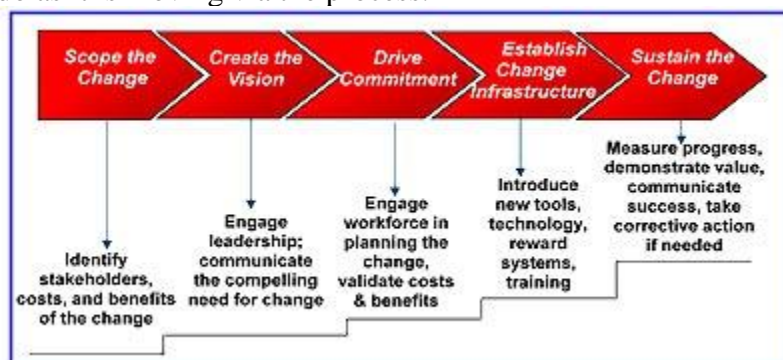 Scope the
Change
Create the
Vision
Drive
Commitment
Establish
Change
Infrastructure
Sustain the
Change
Identify
stakeholders,
costs, and benefits
of the change
Engage
leadership;
communicate
the compelling
need for change
Engage
workforce in
planning the
change,
validate costs
& benefits
Introduce
new tools,
technology,
reward
systems,
training
Measure progress,
demonstrate value,
communicate
success, take
corrective action
if needed